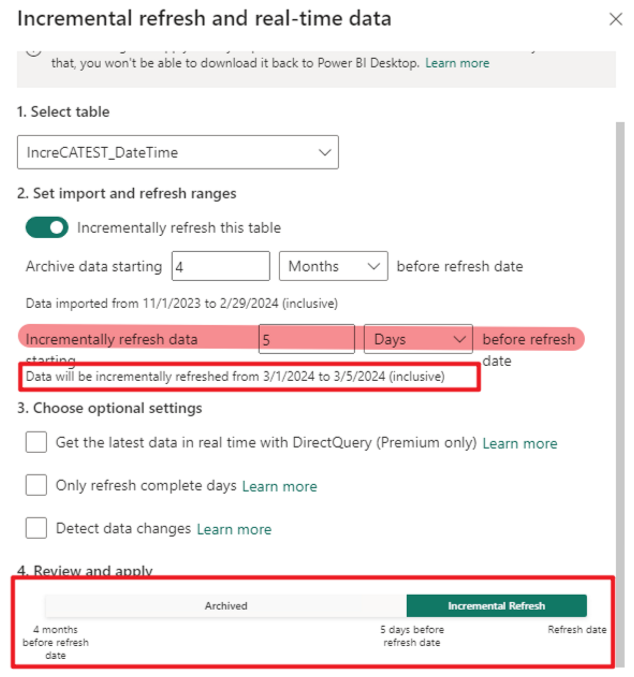 Incremental refresh and real-time data
that, you won't be able to download it back to Power BI Desktop. Learn more
1. Select table
IncreCATEST_DateTime
2. Set import and refresh ranges
Incrementally refresh this table
Archive data starting 4 Months before refresh date
Data imported from 11/1/2023 to 2/29/2024 (inclusive)
Incrementally refresh data 5 Days before refresh
starting date
Data will be incrementally refreshed from 3/1/2024 to 3/5/2024 (inclusive)
3. Choose optional settings
Get the latest data in real time with DirectQuery (Premium only) Learn more
Only refresh complete days Learn more
Detect data changes Learn more
4. Review and apply
Archived Incremental Refresh
4 months 5 days before Refresh date
before refresh refresh date
date